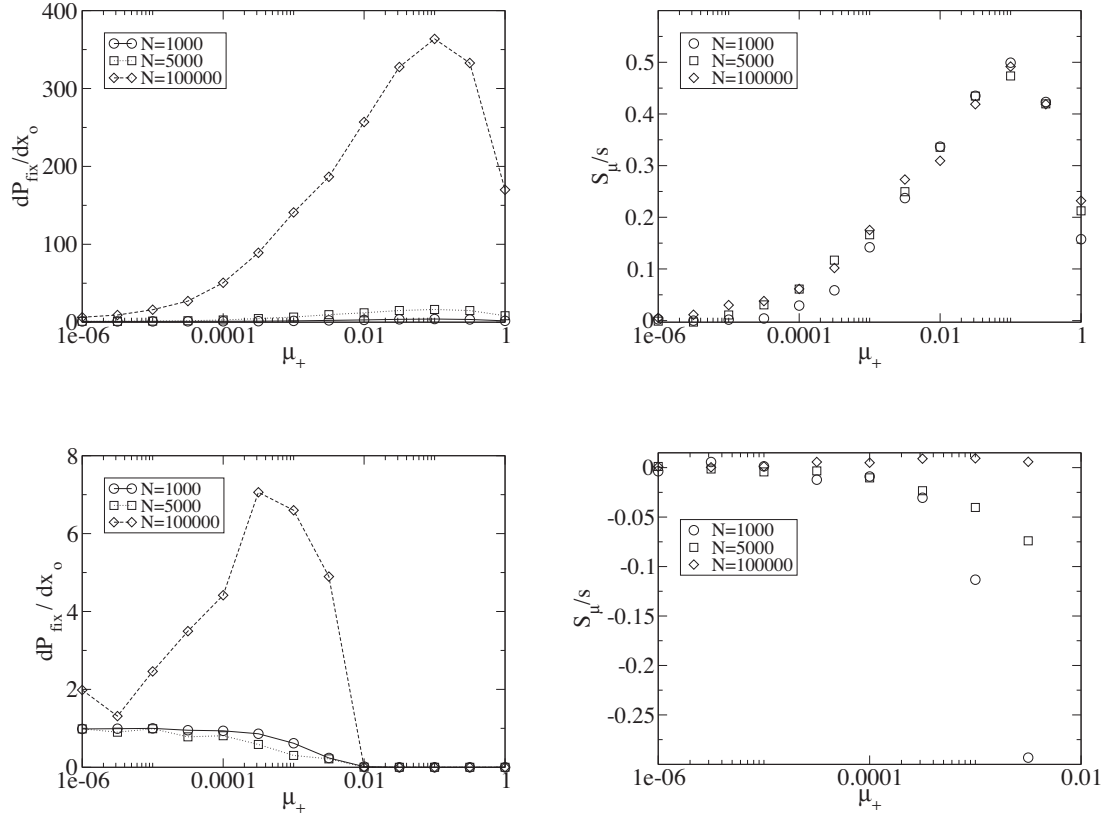 400
300
200
100
0
dP_fix/dx_o
N=1000
N=5000
N=100000
1e-06
0.0001
0.01
1
μ_+
0.5
0.4
0.3
0.2
0.1
0
S_μ/s
N=1000
N=5000
N=100000
1e-06
0.0001
0.01
1
μ_+
8
6
4
2
0
dP_fix / dx_o
N=1000
N=5000
N=100000
1e-06
0.0001
0.01
1
μ_+
0
-0.05
-0.1
-0.15
-0.2
-0.25
S_μ/s
N=1000
N=5000
N=100000
1e-06
0.0001
0.01
μ_+